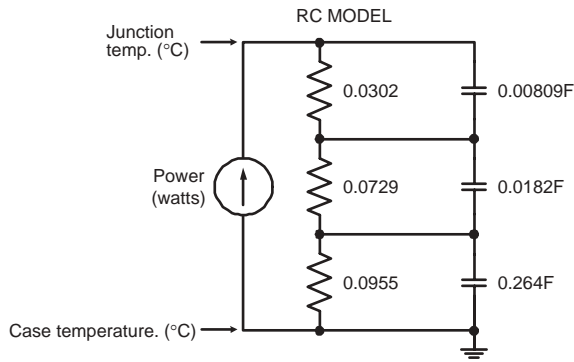 RC MODEL
Junction
temp. (°C)
0.0302
0.00809F
Power
(watts)
0.0729
0.0182F
0.0955
0.264F
Case temperature. (°C)